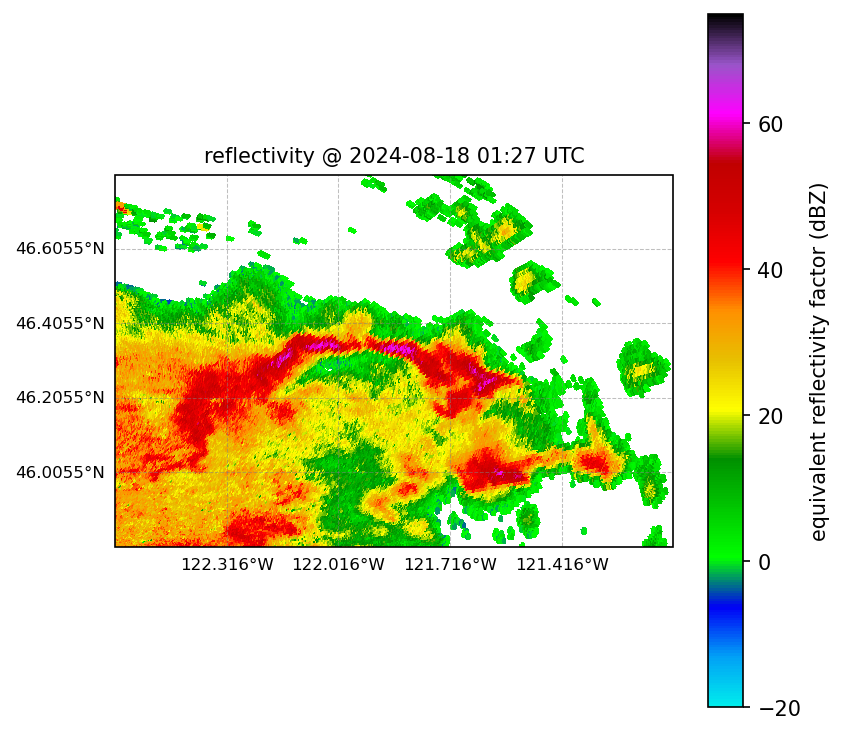 reflectivity @ 2024-08-18 01:27 UTC
46.6055°N
46.4055°N
46.2055°N
46.0055°N
122.316°W 122.016°W 121.716°W 121.416°W
60
40
20
0
−20
equivalent reflectivity factor (dBZ)